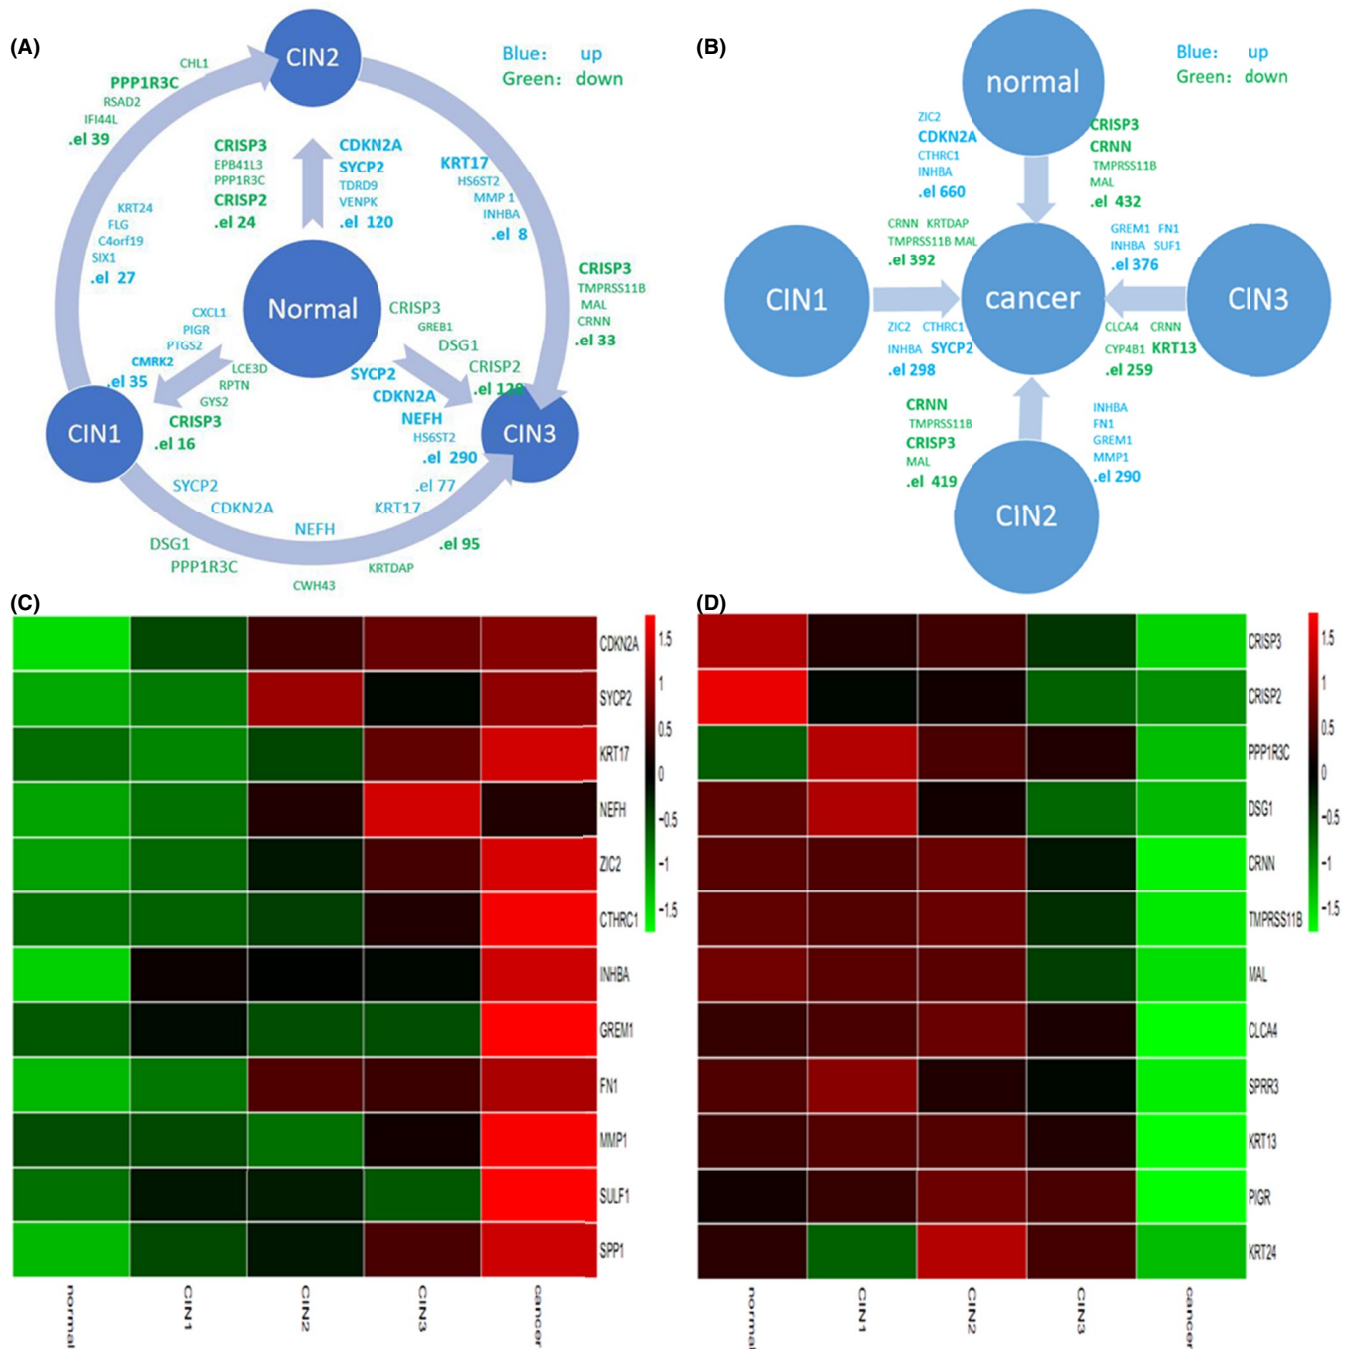 (A)
CIN2
Blue: up
Green: down
CHL1
PPP1R3C
RSAD2
IFI44L
.el 39
CRISP3
EPB41L3
PPP1R3C
CRISP2
.el 24
CDKN2A
SYCP2
TDRD9
VENPK
.el 120
KRT17
HS6ST2
MMP 1
INHBA
.el 8
KRT24
FLG
C4orf19
SIX1
.el 27
CRISP3
TMPRSS11B
MAL
CRNN
.el 33
Normal
CXCL1
PIGR
PTGS2
CMRK2
.el 35
LCE3D
RPTN
GYS2
CRISP3
.el 16
CRISP3
GREB1
DSG1
CRISP2
.el 128
SYCP2
CDKN2A
NEFH
HS6ST2
.el 290
CIN1
CIN3
SYCP2
CDKN2A
NEFH
KRT17
.el 77
DSG1
PPP1R3C
CWH43
KRTDAP
.el 95
(B)
normal
Blue: up
Green: down
ZIC2
CDKN2A
CTHRC1
INHBA
.el 660
CRISP3
CRNN
TMPRSS11B
MAL
.el 432
CRNN KRTDAP
TMPRSS11B MAL
.el 392
GREM1 FN1
INHBA SUF1
.el 376
CIN1
cancer
CIN3
ZIC2 CTHRC1
INHBA SYCP2
.el 298
CLCA4 CRNN
CYP4B1 KRT13
.el 259
CRNN
TMPRSS11B
CRISP3
MAL
.el 419
INHBA
FN1
GREM1
MMP1
.el 290
CIN2
(C)
CDKN2A
SYCP2
KRT17
NEFH
ZIC2
CTHRC1
INHBA
GREM1
FN1
MMP1
SULF1
SPP1
1.5
1
0.5
0
−0.5
−1
−1.5
normal
CIN1
CIN2
CIN3
cancer
(D)
CRISP3
CRISP2
PPP1R3C
DSG1
CRNN
TMPRSS11B
MAL
CLCA4
SPRR3
KRT13
PIGR
KRT24
1.5
1
0.5
0
−0.5
−1
−1.5
normal
CIN1
CIN2
CIN3
cancer